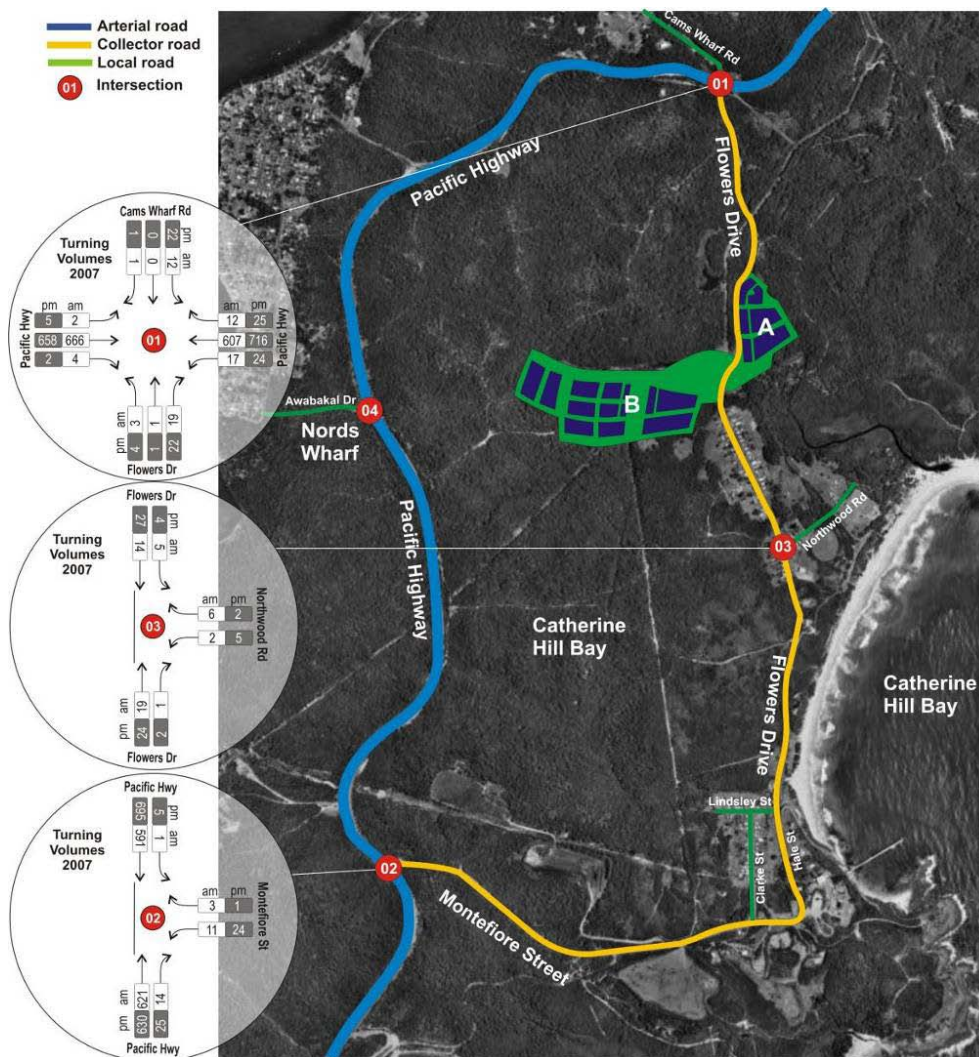 Arterial road
Collector road
Local road
01 Intersection
Cams Wharf Rd
01
Pacific Highway
Flowers Drive
A
B
Awabakal Dr
04
Nords
Wharf
Pacific Highway
Northwood Rd
03
Catherine
Hill Bay
Flowers Drive
Catherine
Hill Bay
Lindsley St
Clarke St
Hale St
02
Montefiore Street
Cams Wharf Rd
Turning
Volumes
2007
1 0 22 pm
1 0 12 am
pm am
5 2
658 666
2 4
Pacific Hwy
01
am pm
12 25
607 716
17 24
Pacific Hwy
am 3 1 19
pm 4 1 22
Flowers Dr
Flowers Dr
Turning
Volumes
2007
27 4 pm
14 5 am
03
am pm
6 2
2 5
Northwood Rd
am 19 1
pm 24 2
Flowers Dr
Pacific Hwy
Turning
Volumes
2007
695 5 pm
591 1 am
02
am pm
3 1
11 24
Montefiore St
am 621 14
pm 630 25
Pacific Hwy